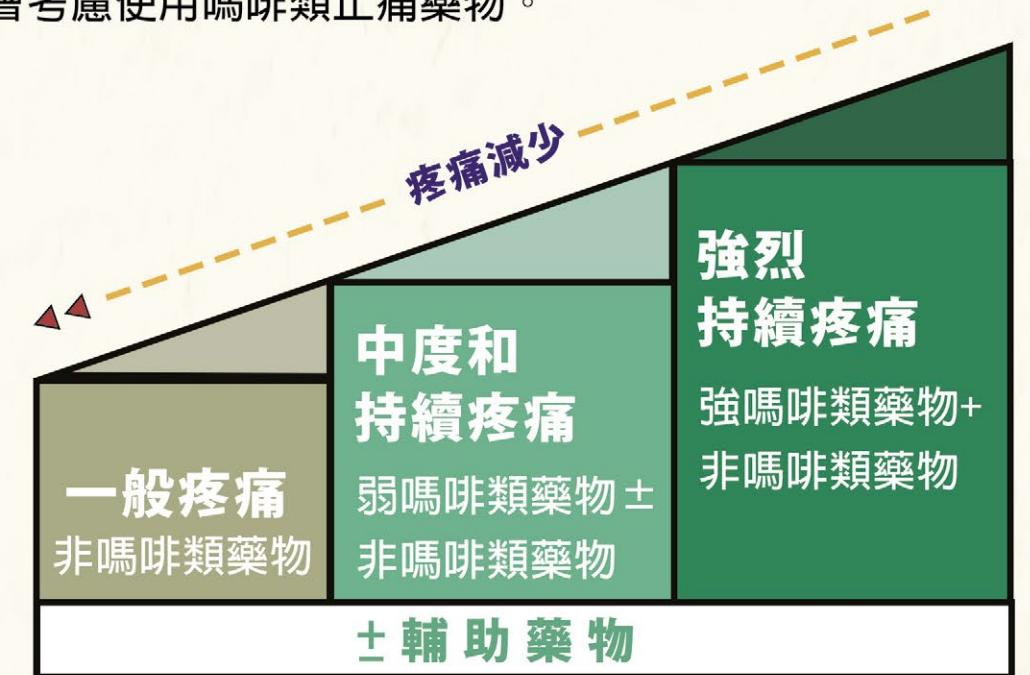 會考慮使用嗎啡類止痛藥物。
疼痛減少
強烈
持續疼痛
強嗎啡類藥物+
非嗎啡類藥物
中度和
持續疼痛
弱嗎啡類藥物±
非嗎啡類藥物
一般疼痛
非嗎啡類藥物
±輔助藥物